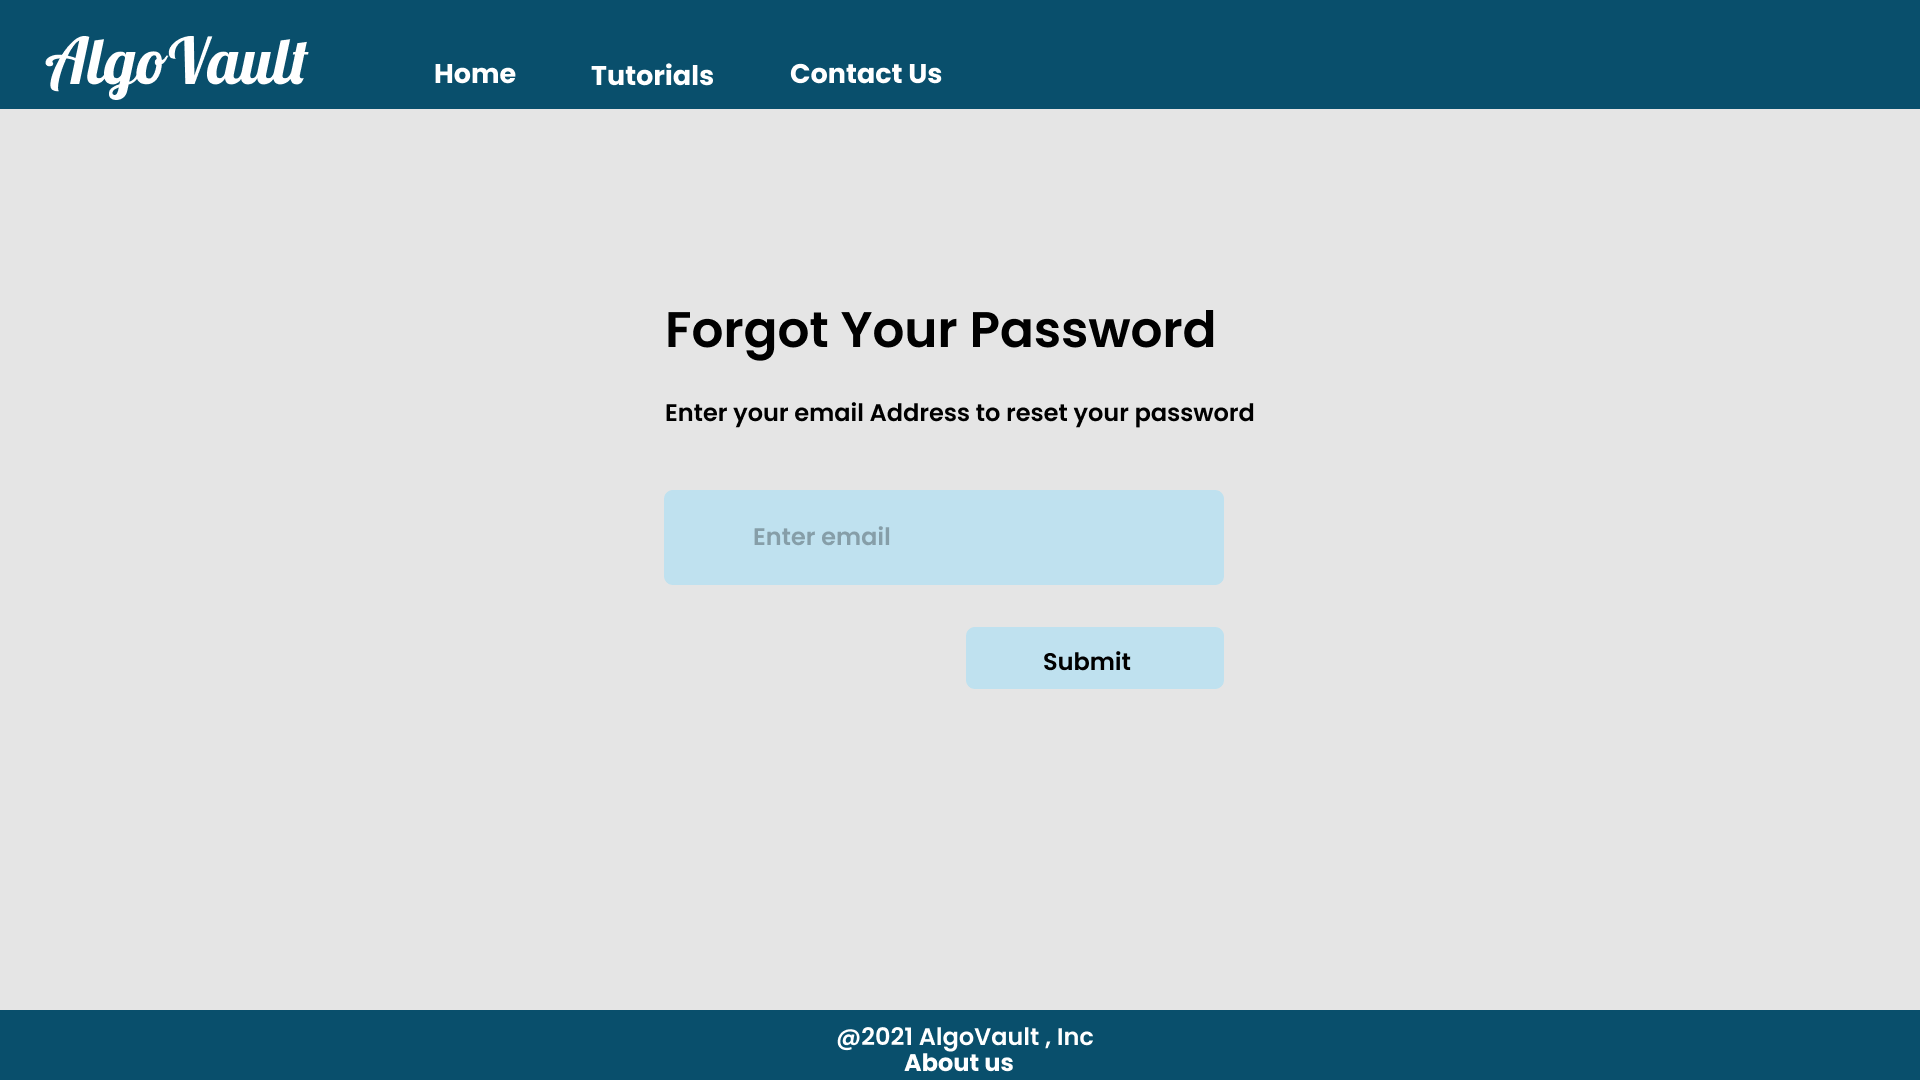 AlgoVault
Home Tutorials Contact Us
Forgot Your Password
Enter your email Address to reset your password
Enter email
Submit
@2021 AlgoVault , Inc
About us